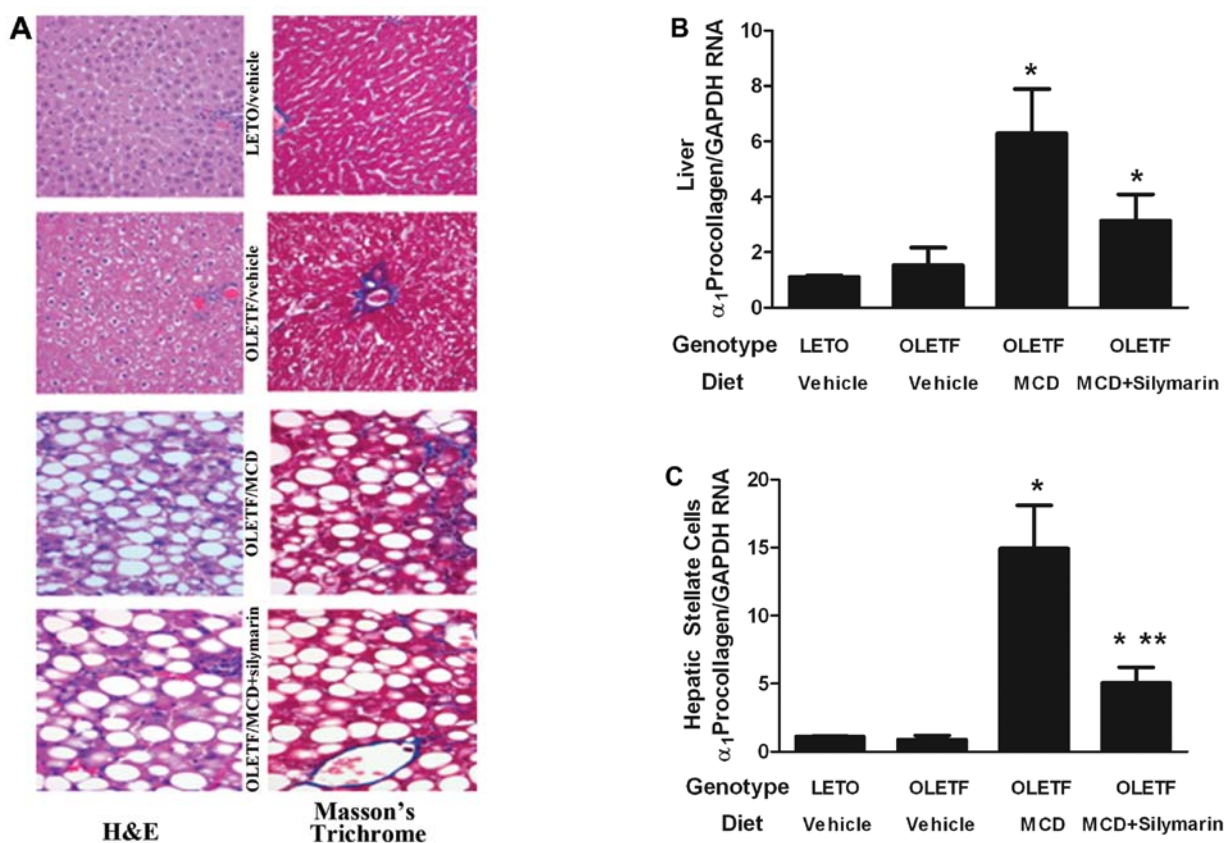 A
LETO/vehicle
OLETF/vehicle
OLETF/MCD
OLETF/MCD+silymarin
H&E
Masson's
Trichrome
B
Liver
α₁Procollagen/GAPDH RNA
10
8
6
4
2
0
*
*
Genotype LETO OLETF OLETF OLETF
Diet Vehicle Vehicle MCD MCD+Silymarin
C
Hepatic Stellate Cells
α₁Procollagen/GAPDH RNA
20
15
10
5
0
*
* **
Genotype LETO OLETF OLETF OLETF
Diet Vehicle Vehicle MCD MCD+Silymarin